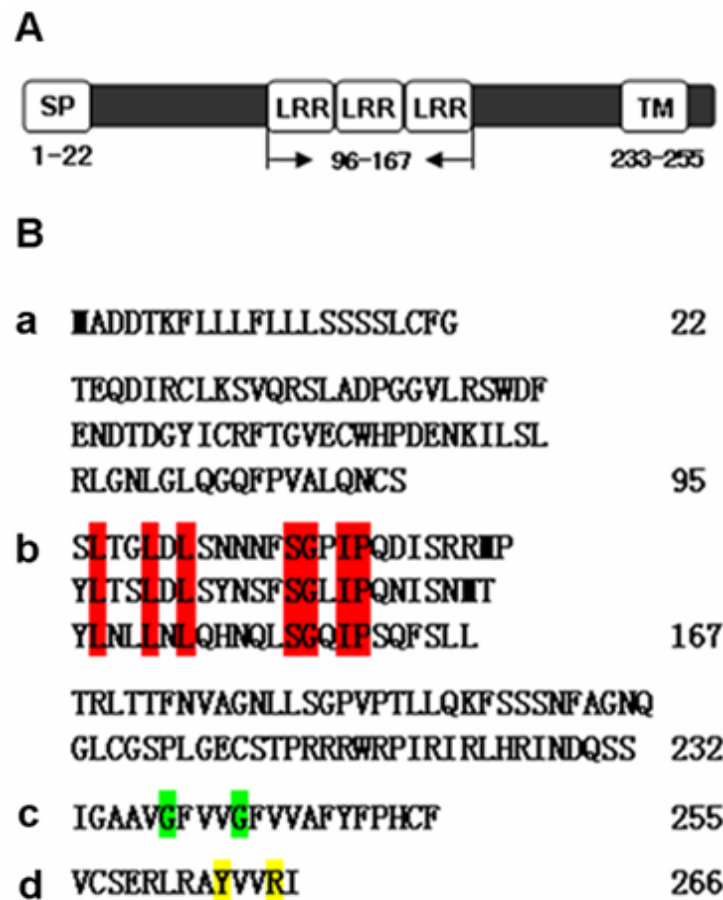 A
SP LRR LRR LRR TM
1-22 96-167 233-255
B
a MADDTKFLLLFLLLSSSSLCFG 22
TEQDIRCLKSVQRSLADPGGVLRSWDF
ENDTDGYICRFTGVECWHPDENKILSL
RLGNLGLQGQFPVALQNCS 95
b SLTGLDLSNNNFSGPIPQDISRRMP
YLTSLDLSYNSFSGLIPQNISNMT
YLNLLNLQHNQLSGQIPSQFSLL 167
TRLTTFNVAGNLLSGPVPTLLQKFSSSNFAGNQ
GLCGSPLGECSTPRRRWRPIRIRLHRINDQSS 232
c IGAAVGFVVGFVVAFYFPHCF 255
d VCSERLRAYVVRI 266